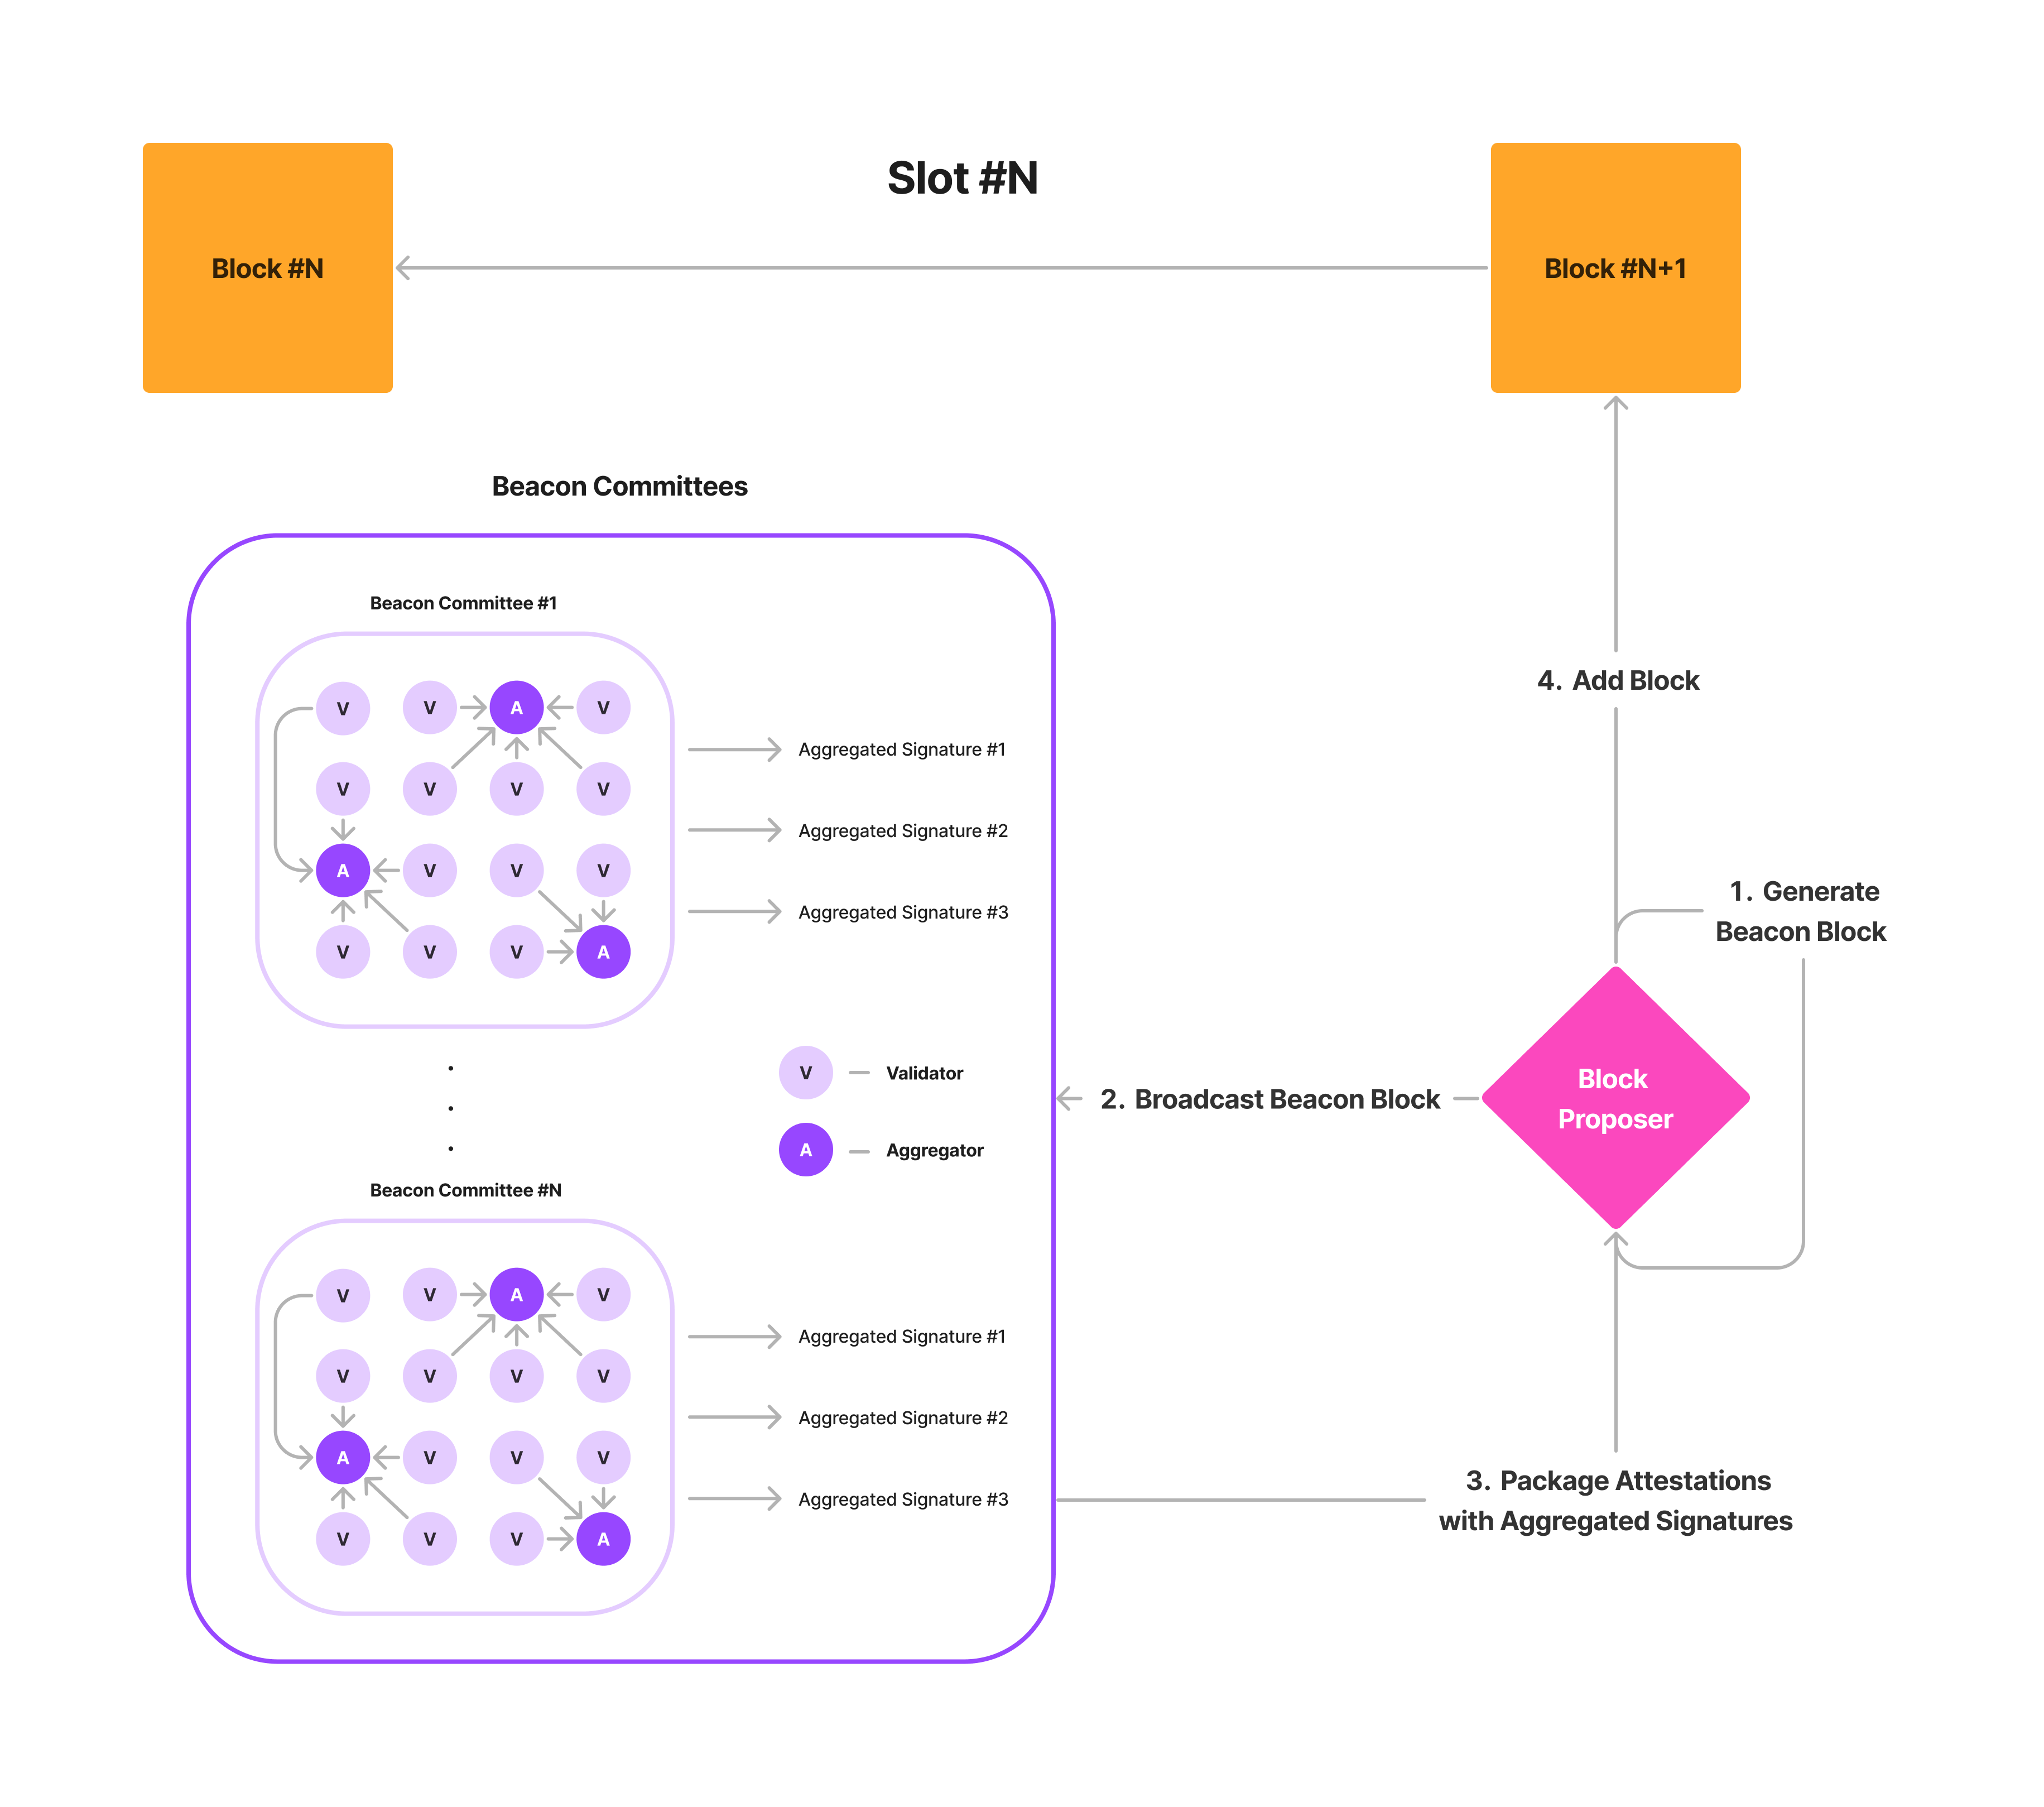 Slot #N
Block #N
Block #N+1
Beacon Committees
Beacon Committee #1
V V A V
V V V V
A V V V
V V V A
Aggregated Signature #1
Aggregated Signature #2
Aggregated Signature #3
V — Validator
A — Aggregator
Beacon Committee #N
V V A V
V V V V
A V V V
V V V A
Aggregated Signature #1
Aggregated Signature #2
Aggregated Signature #3
4. Add Block
1. Generate
Beacon Block
2. Broadcast Beacon Block
Block
Proposer
3. Package Attestations
with Aggregated Signatures